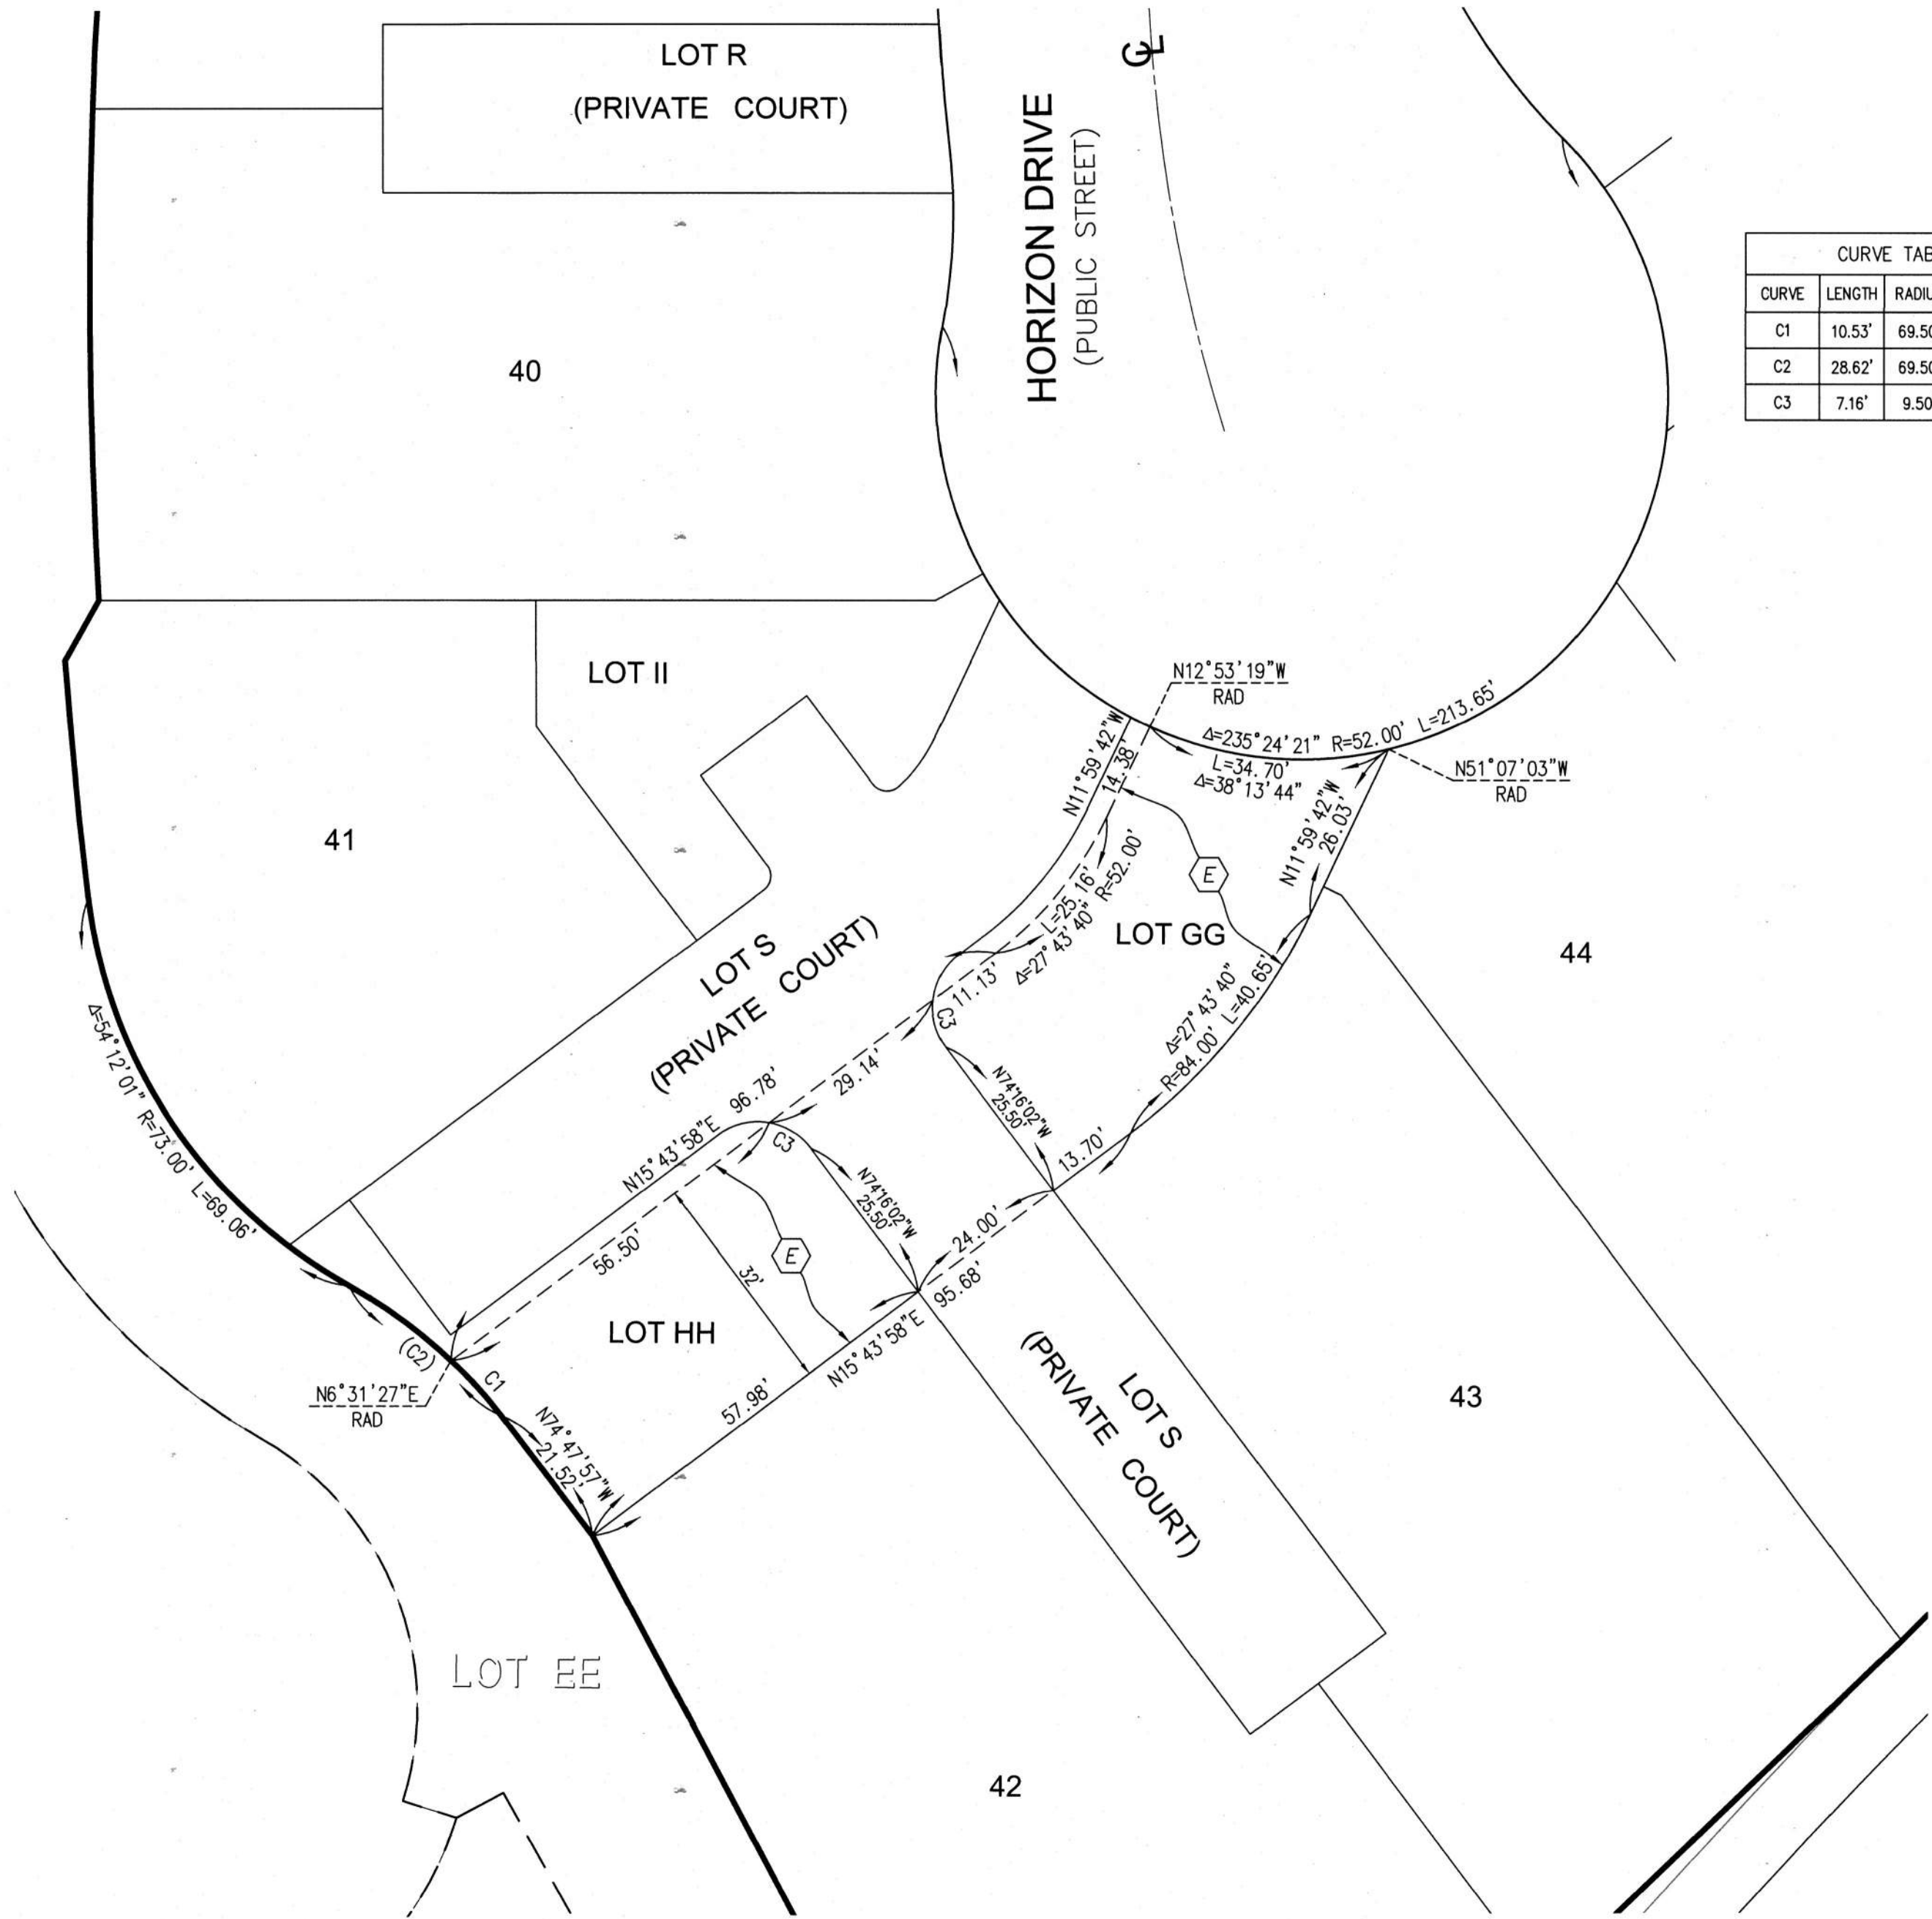 LOT R
(PRIVATE COURT)
CL
HORIZON DRIVE
(PUBLIC STREET)
CURVE TAB
CURVE LENGTH RADIU
C1 10.53' 69.50
C2 28.62' 69.50
C3 7.16' 9.50
40
LOT II
N12°53'19"W
RAD
Δ=235°24'21" R=52.00' L=213.65'
L=34.70'
Δ=38°13'44"
N51°07'03"W
RAD
N11°59'42"W
14.38'
N11°59'42"W
26.03'
41
E
L=25.16'
Δ=27°43'40" R=52.00'
LOT GG
44
LOT S
(PRIVATE COURT)
11.13'
C3
Δ=27°43'40"
R=84.00' L=40.65'
29.14'
N74°16'02"W
25.50'
13.70'
Δ=54°12'01" R=73.00' L=69.06'
N15°43'58"E 96.78'
C3
N74°16'02"W
25.50'
24.00'
56.50'
32'
E
N15°43'58"E 95.68'
LOT HH
57.98'
(C2)
C1
N6°31'27"E
RAD
N74°47'57"W
21.52'
LOT S
(PRIVATE COURT)
43
LOT EE
42